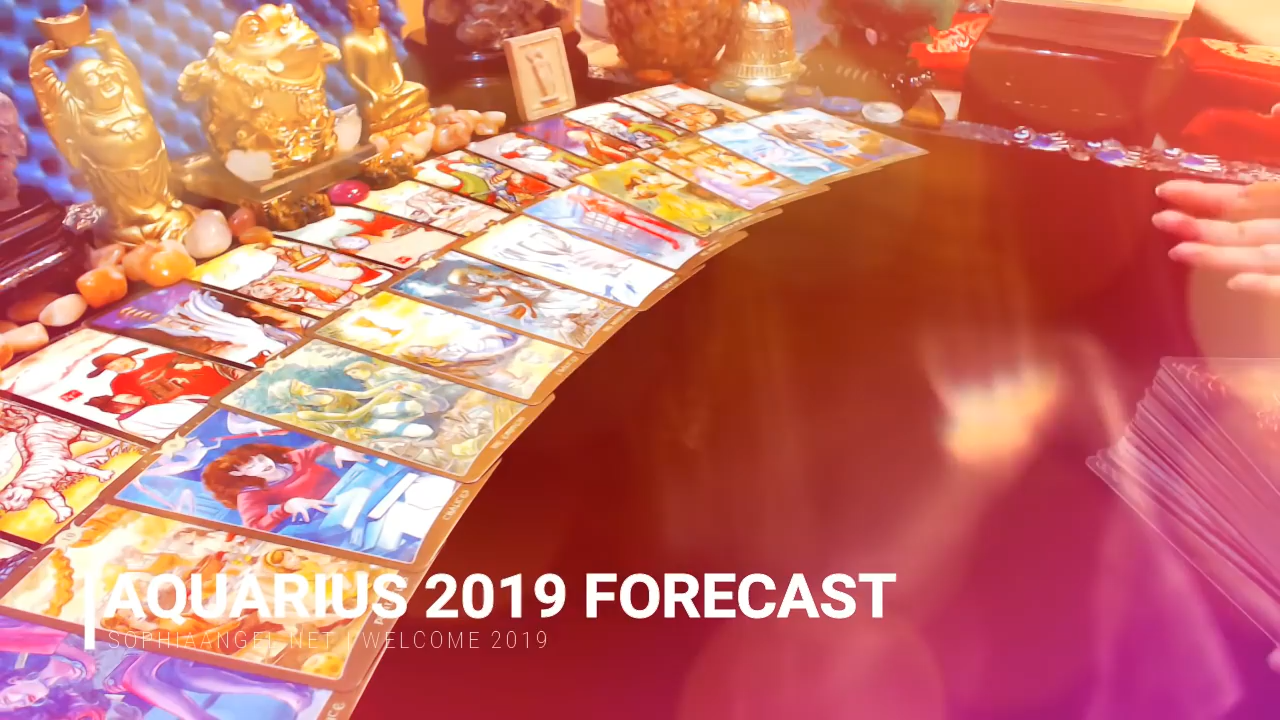 AQUARIUS 2019 FORECAST
SOPHIAANGEL.NET | WELCOME 2019